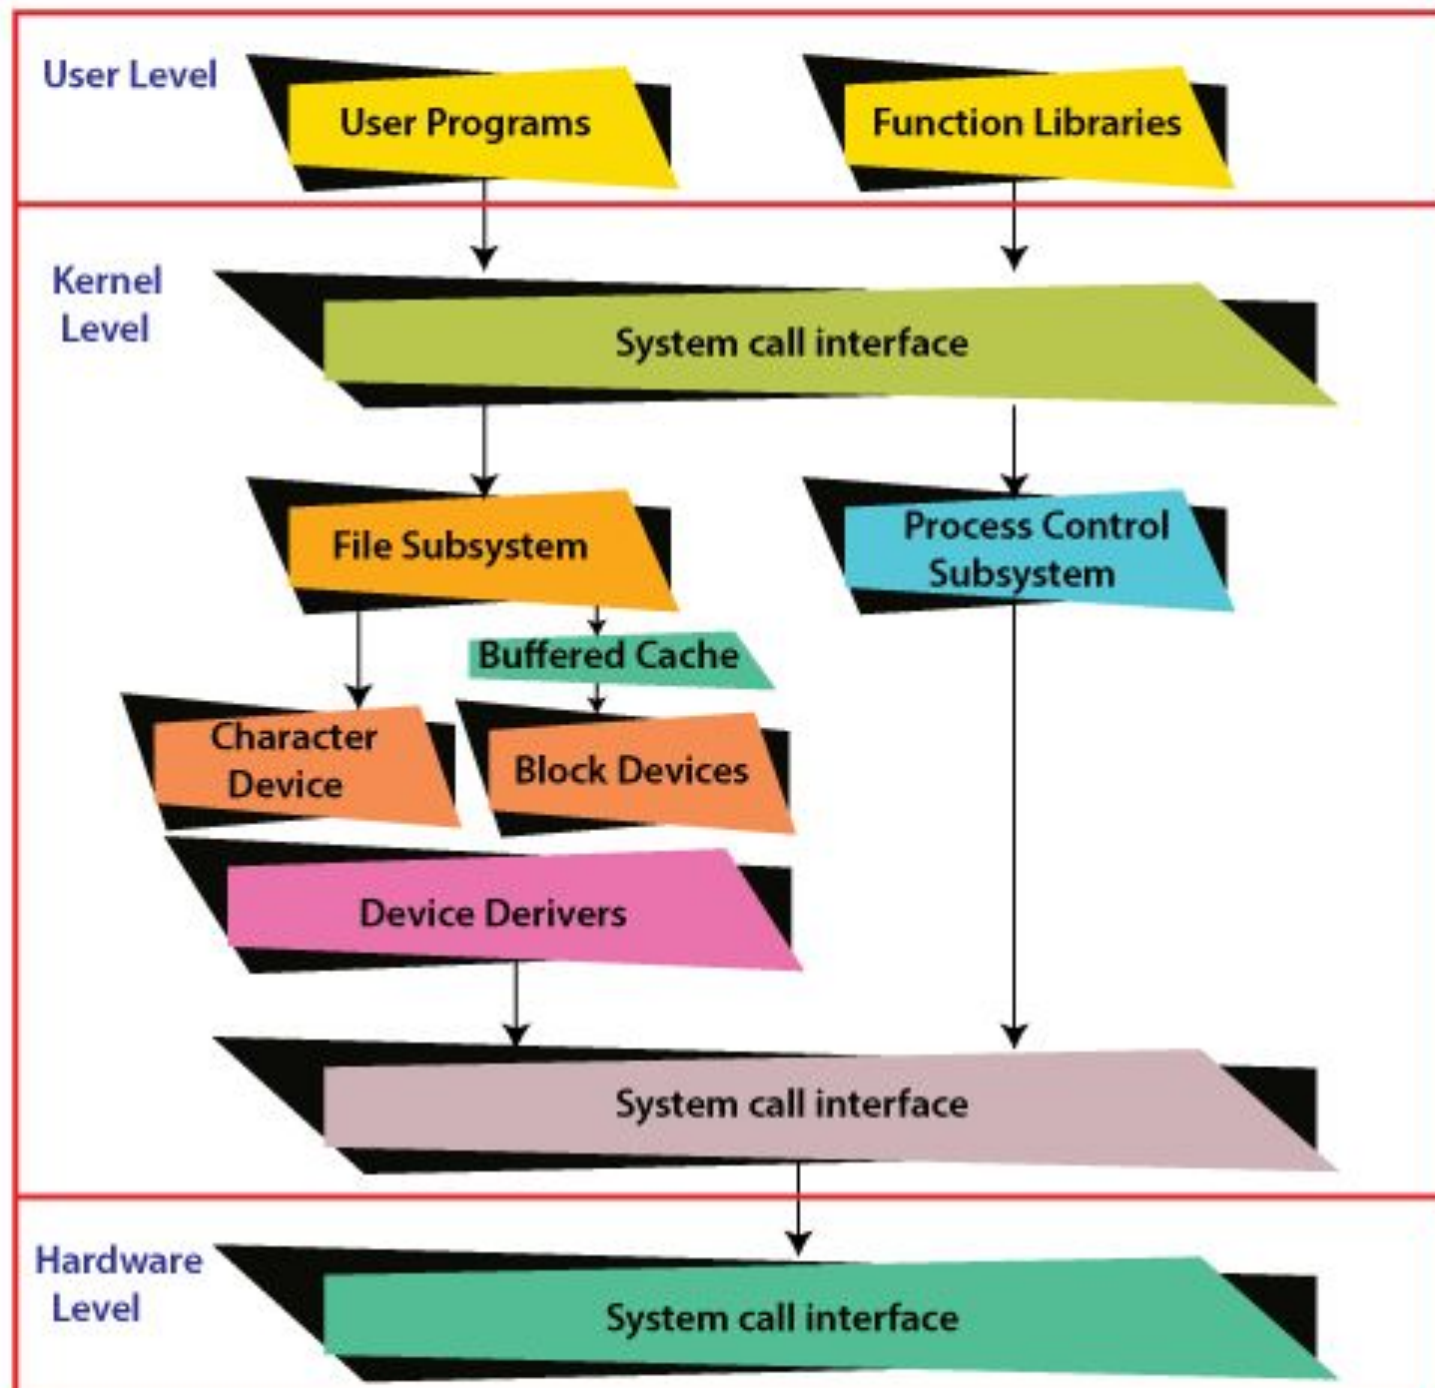 User Level
User Programs
Function Libraries
Kernel
Level
System call interface
File Subsystem
Process Control
Subsystem
Buffered Cache
Character
Device
Block Devices
Device Derivers
System call interface
Hardware
Level
System call interface